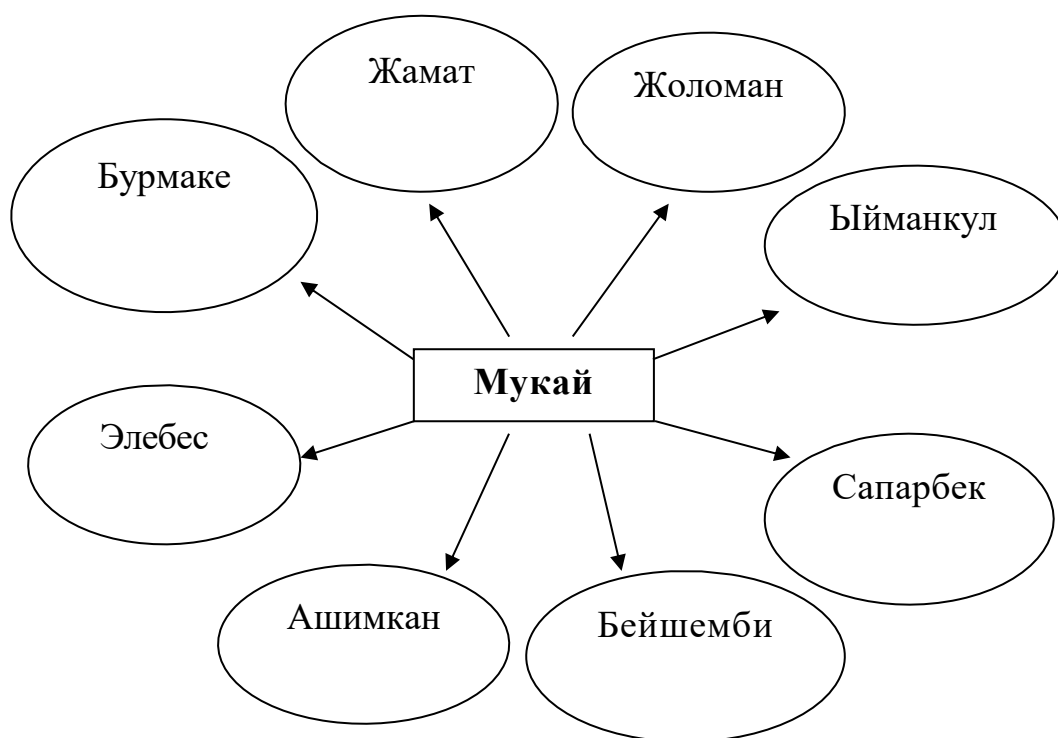 Жамат
Жоломан
Бурмаке
Ыйманкул
Мукай
Элебес
Сапарбек
Ашимкан
Бейшемби